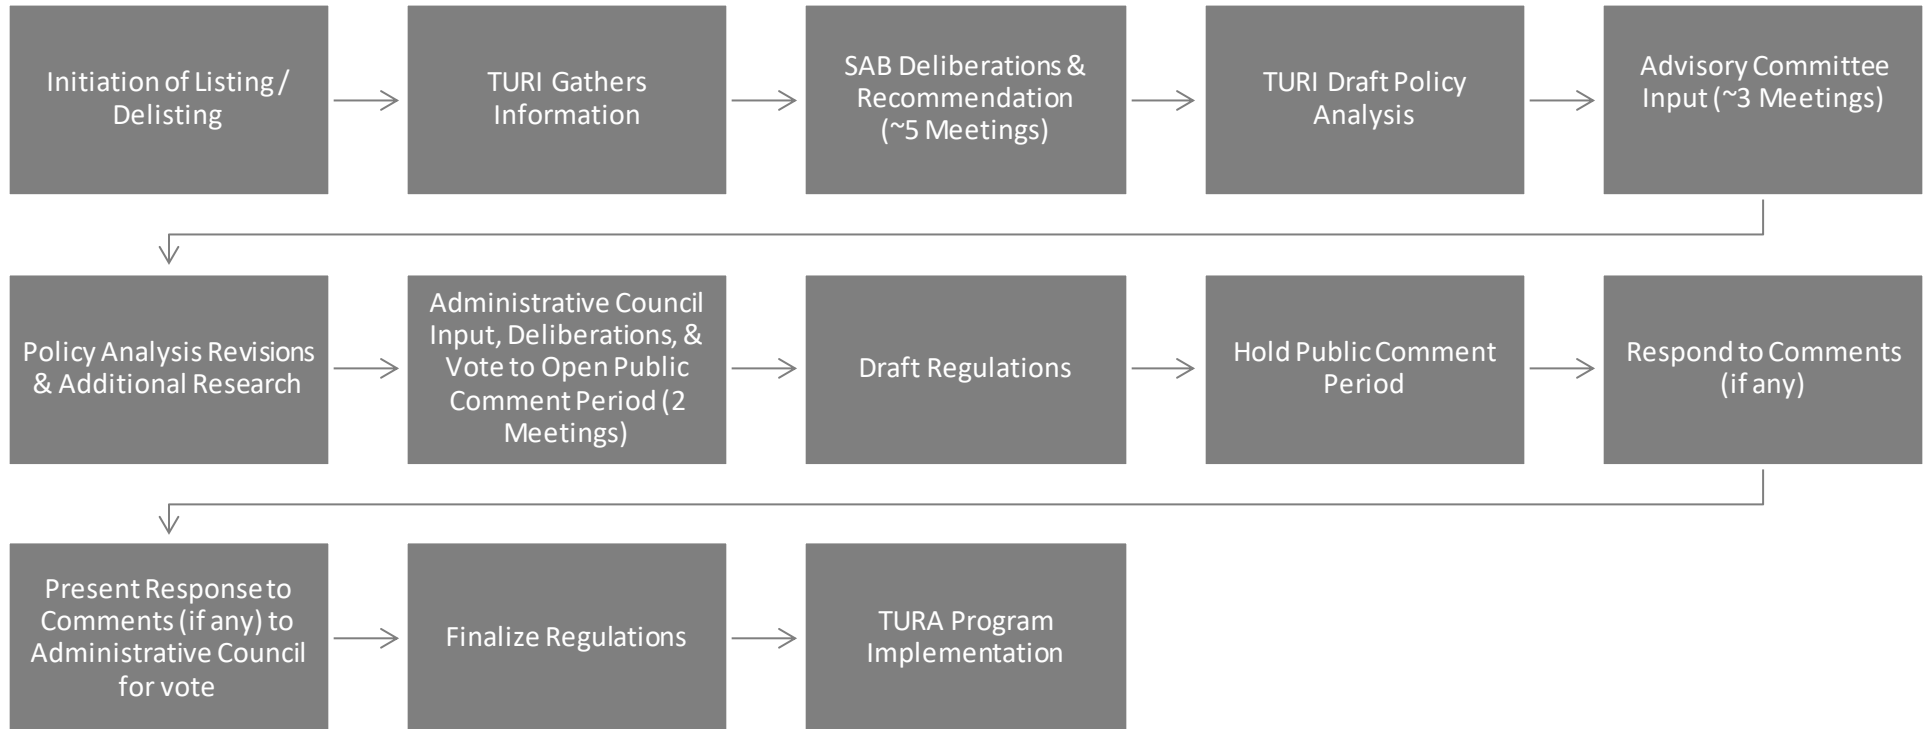 Initiation of Listing /
Delisting
TURI Gathers
Information
SAB Deliberations &
Recommendation
(~5 Meetings)
TURI Draft Policy
Analysis
Advisory Committee
Input (~3 Meetings)
Policy Analysis Revisions
& Additional Research
Administrative Council
Input, Deliberations, &
Vote to Open Public
Comment Period (2
Meetings)
Draft Regulations
Hold Public Comment
Period
Respond to Comments
(if any)
Present Response to
Comments (if any) to
Administrative Council
for vote
Finalize Regulations
TURA Program
Implementation